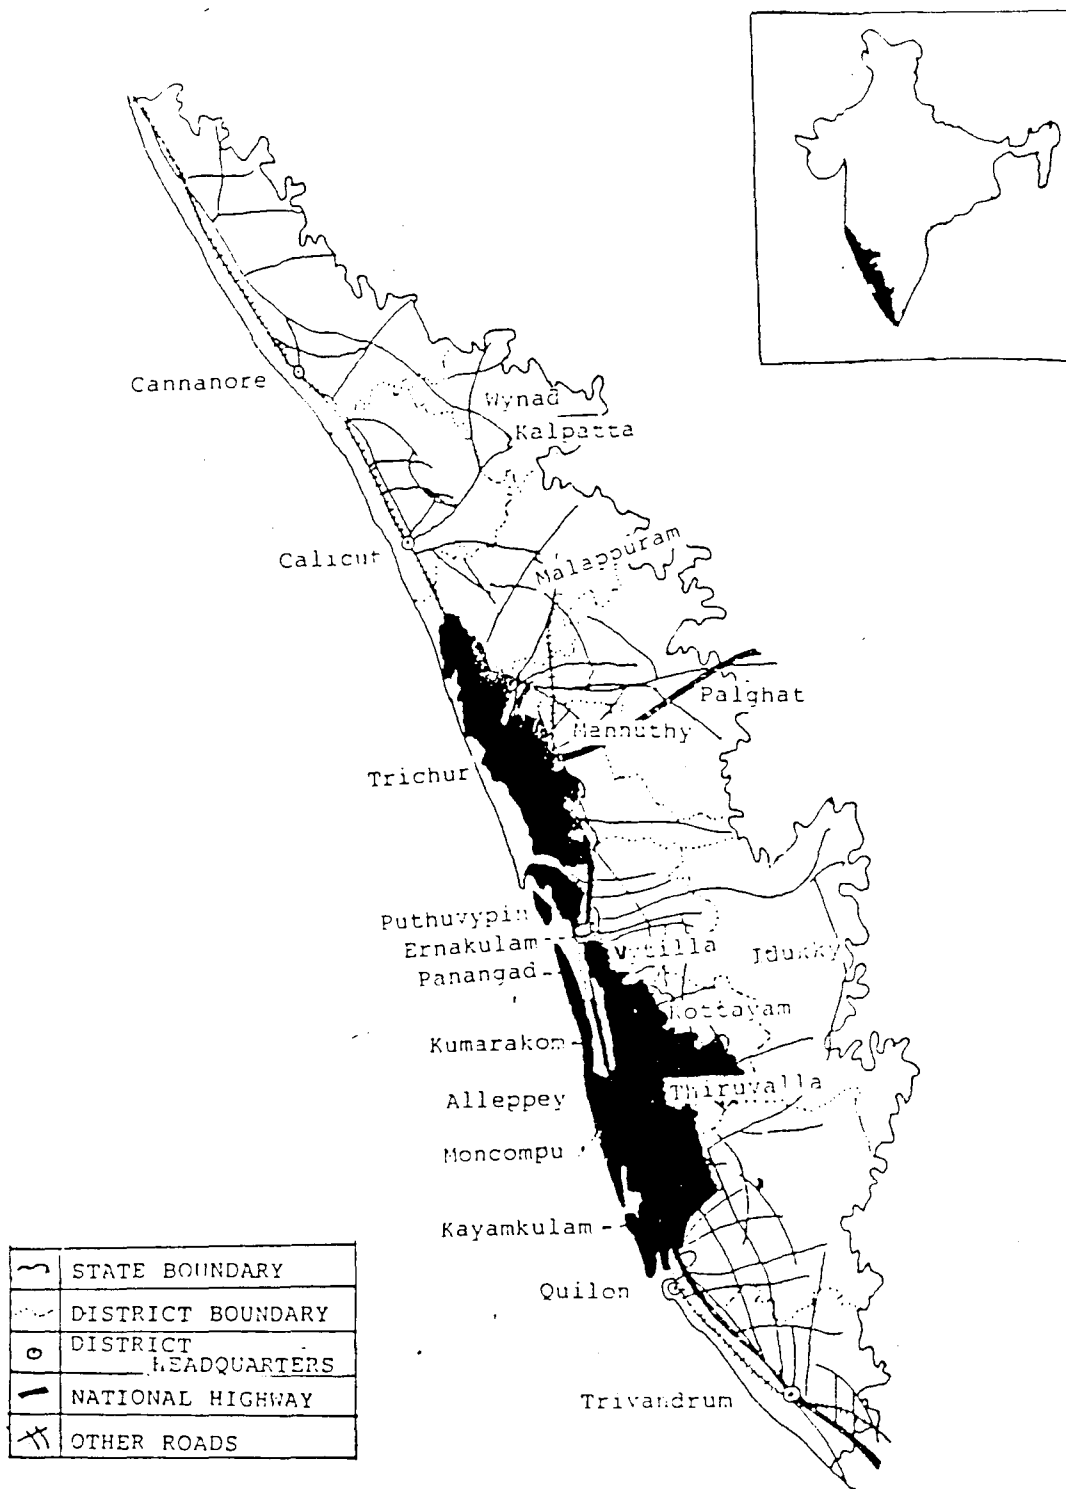 Cannanore
Wynad
Kalpatta
Calicut
Malappuram
Palghat
Mannuthy
Trichur
Puthuvypin
Ernakulam
Vytilla
Panangad
Idukky
Kottayam
Kumarakom
Thiruvalla
Alleppey
Moncompu
Kayamkulam
Quilon
Trivandrum
STATE BOUNDARY
DISTRICT BOUNDARY
DISTRICT
HEADQUARTERS
NATIONAL HIGHWAY
OTHER ROADS